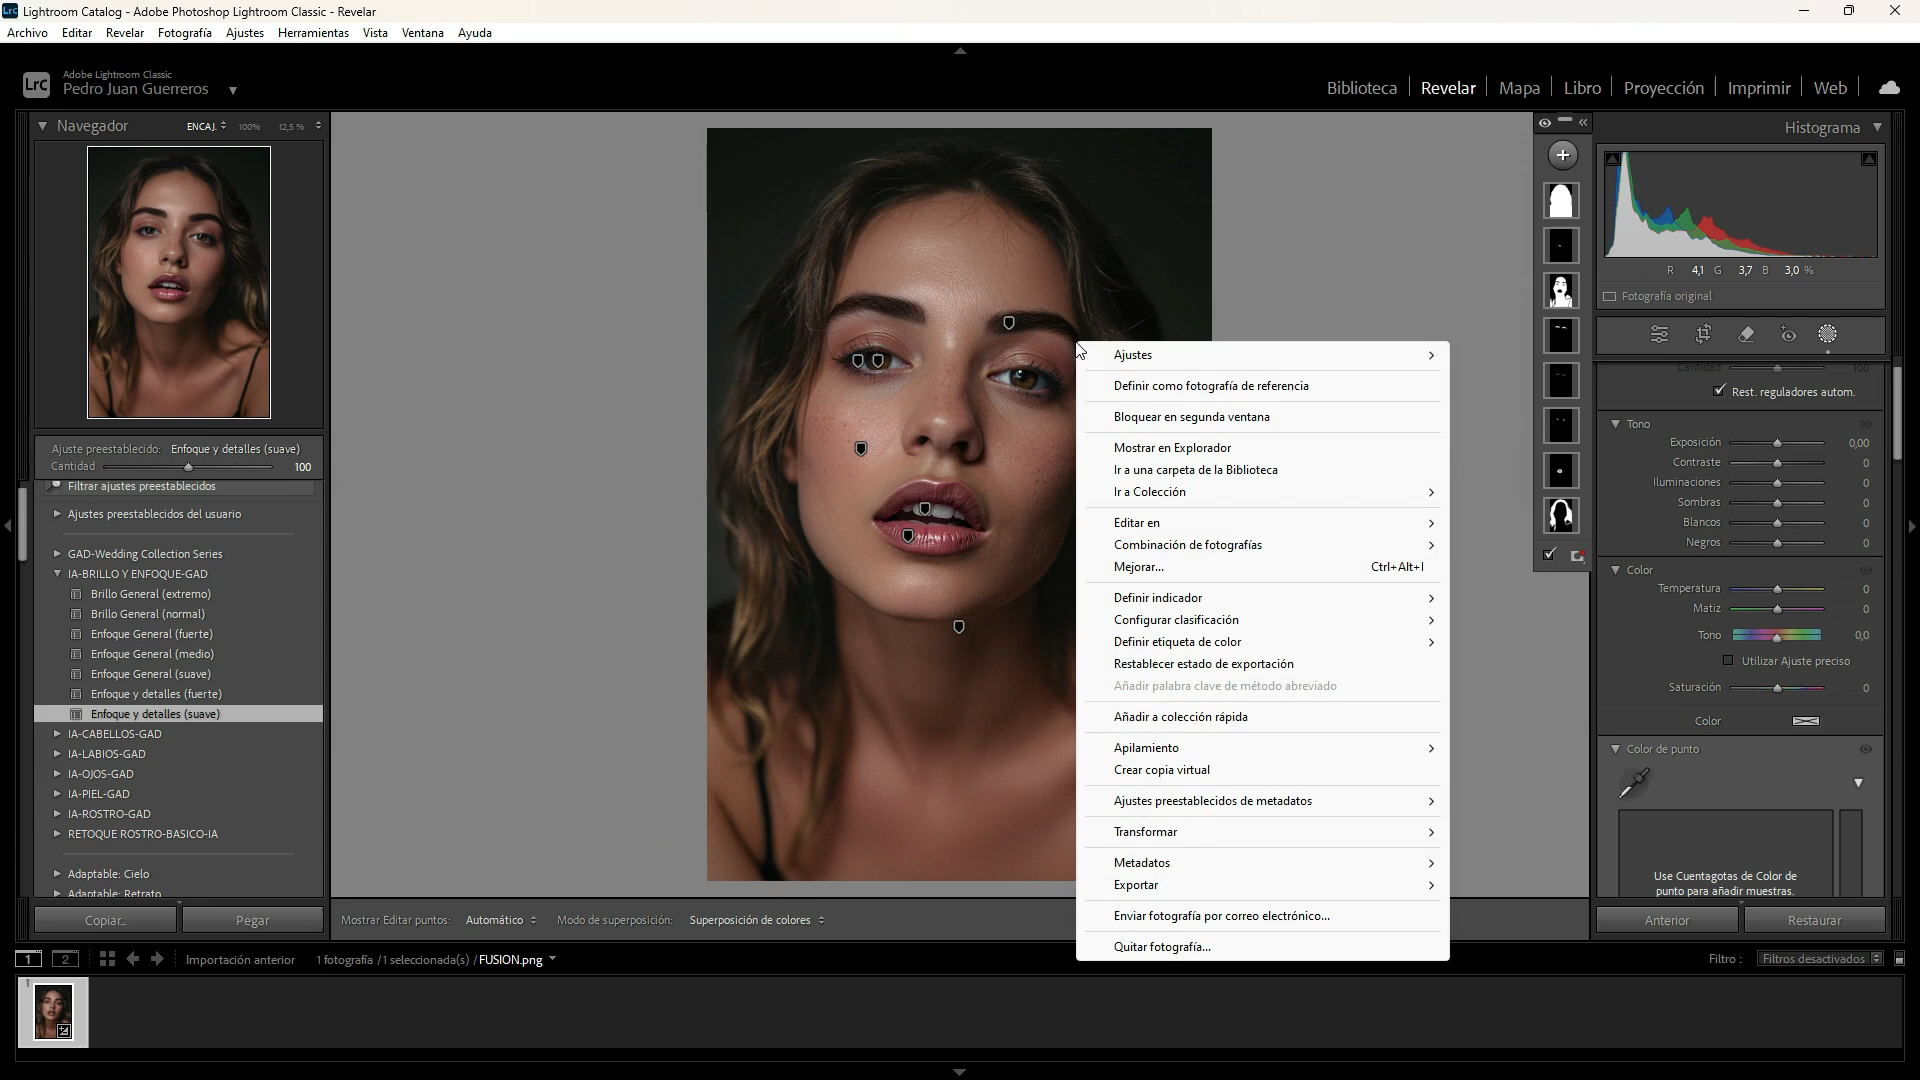 Lightroom Catalog - Adobe Photoshop Lightroom Classic - Revelar
Archivo Editar Revelar Fotografía Ajustes Herramientas Vista Ventana Ayuda
LrC
Adobe Lightroom Classic
Pedro Juan Guerreros
Biblioteca Revelar Mapa Libro Proyección Imprimir Web
Navegador ENCAJ. 100% 12,5 %
Ajuste preestablecido: Enfoque y detalles (suave)
Cantidad 100
Filtrar ajustes preestablecidos
Ajustes preestablecidos del usuario
GAD-Wedding Collection Series
IA-BRILLO Y ENFOQUE-GAD
Brillo General (extremo)
Brillo General (normal)
Enfoque General (fuerte)
Enfoque General (medio)
Enfoque General (suave)
Enfoque y detalles (fuerte)
Enfoque y detalles (suave)
IA-CABELLOS-GAD
IA-LABIOS-GAD
IA-OJOS-GAD
IA-PIEL-GAD
IA-ROSTRO-GAD
RETOQUE ROSTRO-BASICO-IA
Adaptable: Cielo
Adaptable: Retrato
Copiar... Pegar
Mostrar Editar puntos: Automático Modo de superposición: Superposición de colores
Ajustes
Definir como fotografía de referencia
Bloquear en segunda ventana
Mostrar en Explorador
Ir a una carpeta de la Biblioteca
Ir a Colección
Editar en
Combinación de fotografías
Mejorar... Ctrl+Alt+I
Definir indicador
Configurar clasificación
Definir etiqueta de color
Restablecer estado de exportación
Añadir palabra clave de método abreviado
Añadir a colección rápida
Apilamiento
Crear copia virtual
Ajustes preestablecidos de metadatos
Transformar
Metadatos
Exportar
Enviar fotografía por correo electrónico...
Quitar fotografía...
Histograma
R 4,1 G 3,7 B 3,0 %
Fotografía original
Cantidad 100
Rest. reguladores autom.
Tono
Exposición 0,00
Contraste 0
Iluminaciones 0
Sombras 0
Blancos 0
Negros 0
Color
Temperatura 0
Matiz 0
Tono 0,0
Utilizar Ajuste preciso
Saturación 0
Color
Color de punto
Use Cuentagotas de Color de
punto para añadir muestras.
Anterior Restaurar
1 2 Importación anterior 1 fotografía /1 seleccionada(s) /FUSION.png Filtro : Filtros desactivados
1